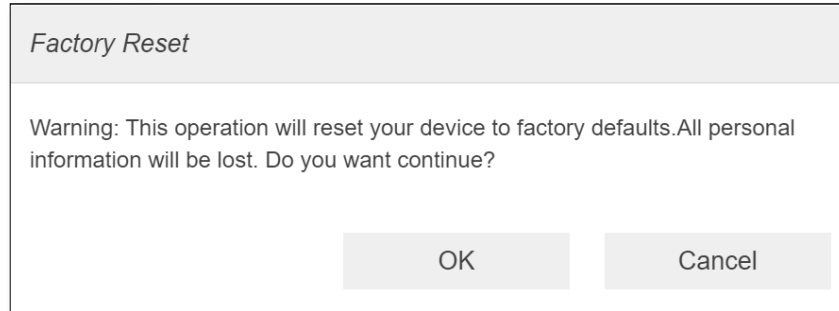 Factory Reset
Warning: This operation will reset your device to factory defaults.All personal
information will be lost. Do you want continue?
OK Cancel